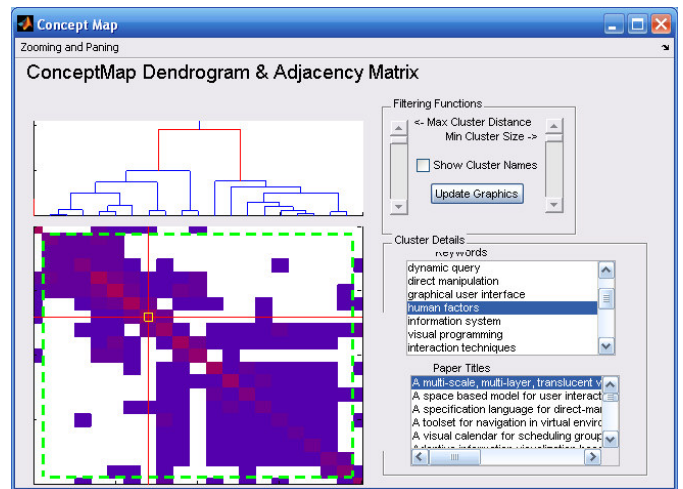 Concept Map
Zooming and Paning
ConceptMap Dendrogram & Adjacency Matrix
Filtering Functions
<- Max Cluster Distance
Min Cluster Size ->
Show Cluster Names
Update Graphics
Cluster Details
Keywords
dynamic query
direct manipulation
graphical user interface
human factors
information system
visual programming
interaction techniques
Paper Titles
A multi-scale, multi-layer, translucent v
A space based model for user interact
A specification language for direct-mar
A toolset for navigation in virtual enviro
A visual calendar for scheduling group